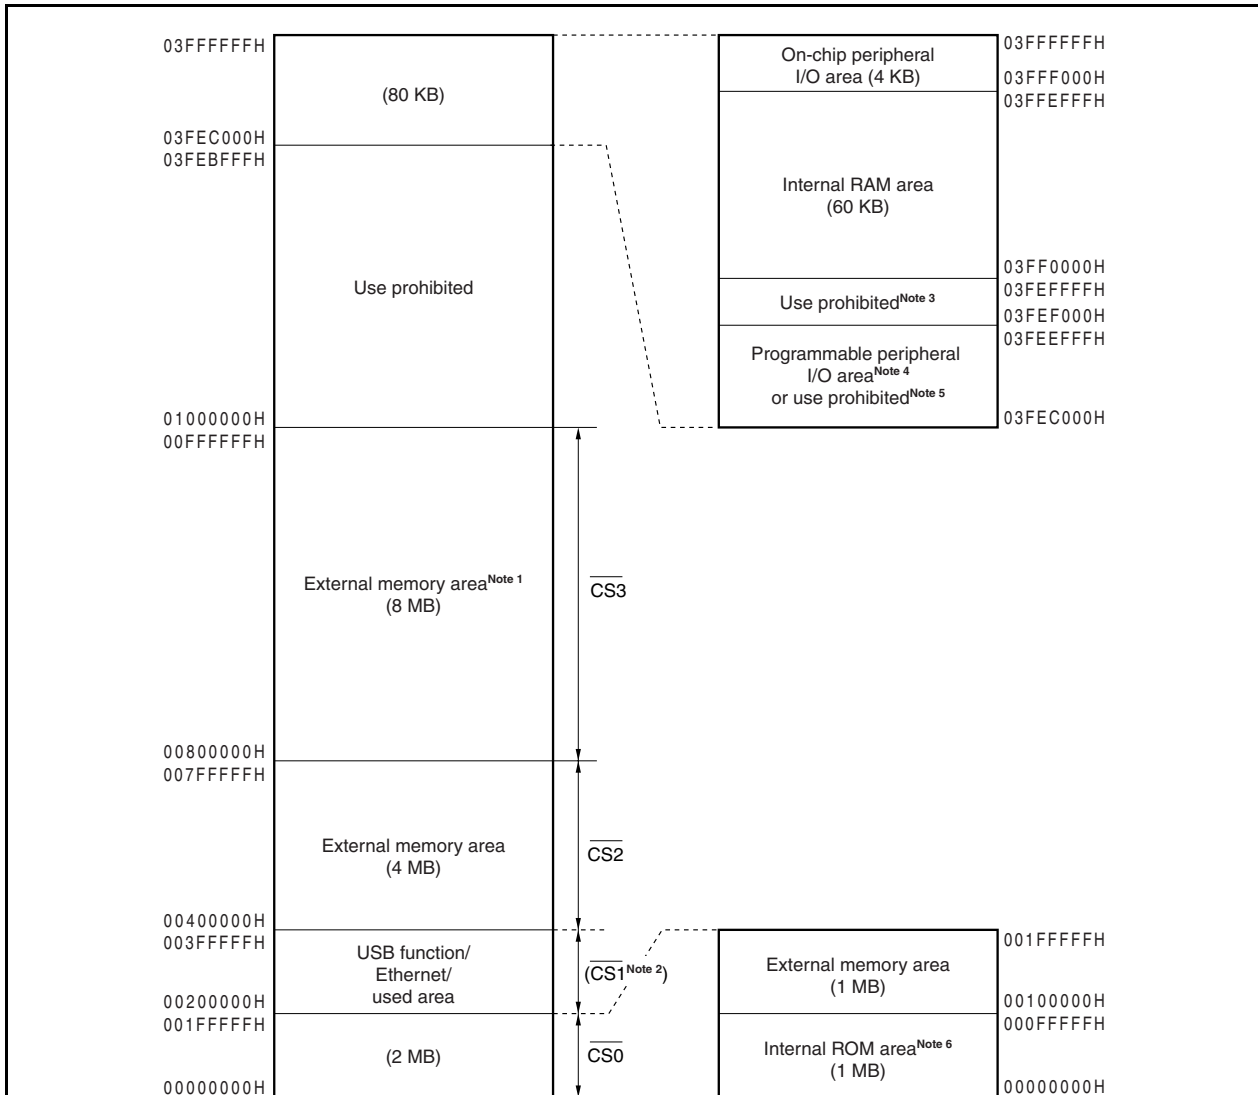 03FFFFFFH
(80 KB)
03FEC000H
03FEBFFFH
Use prohibited
01000000H
00FFFFFFH
External memory areaNote 1
(8 MB)
CS3
00800000H
007FFFFFH
External memory area
(4 MB)
CS2
00400000H
003FFFFFH
USB function/
Ethernet/
used area
(CS1Note 2)
00200000H
001FFFFFH
(2 MB)
CS0
00000000H
On-chip peripheral
I/O area (4 KB)
03FFFFFFH
03FFF000H
03FFEFFFH
Internal RAM area
(60 KB)
03FF0000H
03FEFFFFH
Use prohibitedNote 3
03FEF000H
03FEEFFFH
Programmable peripheral
I/O areaNote 4
or use prohibitedNote 5
03FEC000H
001FFFFFH
External memory area
(1 MB)
00100000H
000FFFFFH
Internal ROM areaNote 6
(1 MB)
00000000H